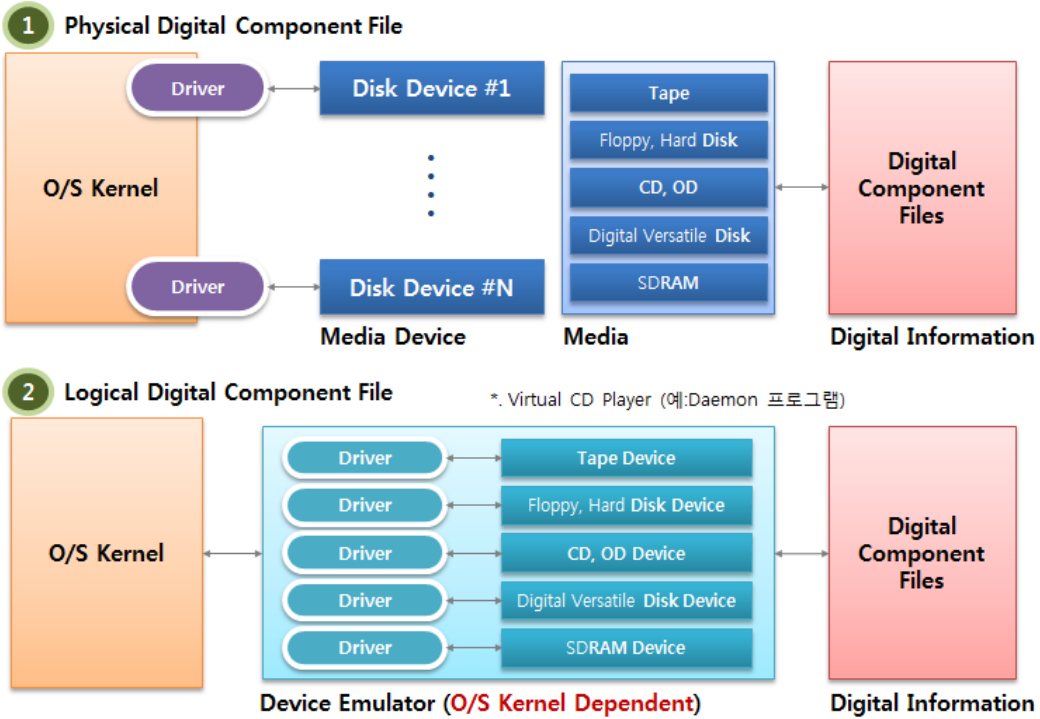 1 Physical Digital Component File
O/S Kernel
Driver
Disk Device #1
Driver
Disk Device #N
Media Device
Tape
Floppy, Hard Disk
CD, OD
Digital Versatile Disk
SDRAM
Media
Digital
Component
Files
Digital Information
2 Logical Digital Component File
*. Virtual CD Player (예:Daemon 프로그램)
O/S Kernel
Driver
Tape Device
Driver
Floppy, Hard Disk Device
Driver
CD, OD Device
Driver
Digital Versatile Disk Device
Driver
SDRAM Device
Device Emulator (O/S Kernel Dependent)
Digital
Component
Files
Digital Information